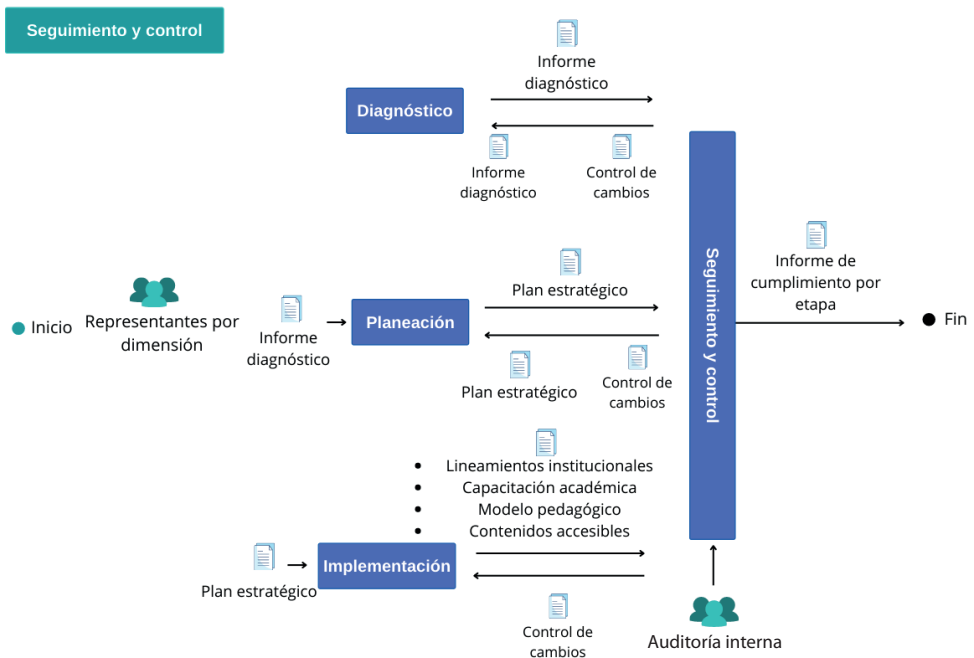 Seguimiento y control
Informe
diagnóstico
Diagnóstico
Informe
diagnóstico
Control de
cambios
Inicio
Representantes por
dimensión
Informe
diagnóstico
Planeación
Plan estratégico
Plan estratégico
Control de
cambios
Seguimiento y control
Informe de
cumplimiento por
etapa
Fin
• Lineamientos institucionales
• Capacitación académica
• Modelo pedagógico
• Contenidos accesibles
Plan estratégico
Implementación
Control de
cambios
Auditoría interna